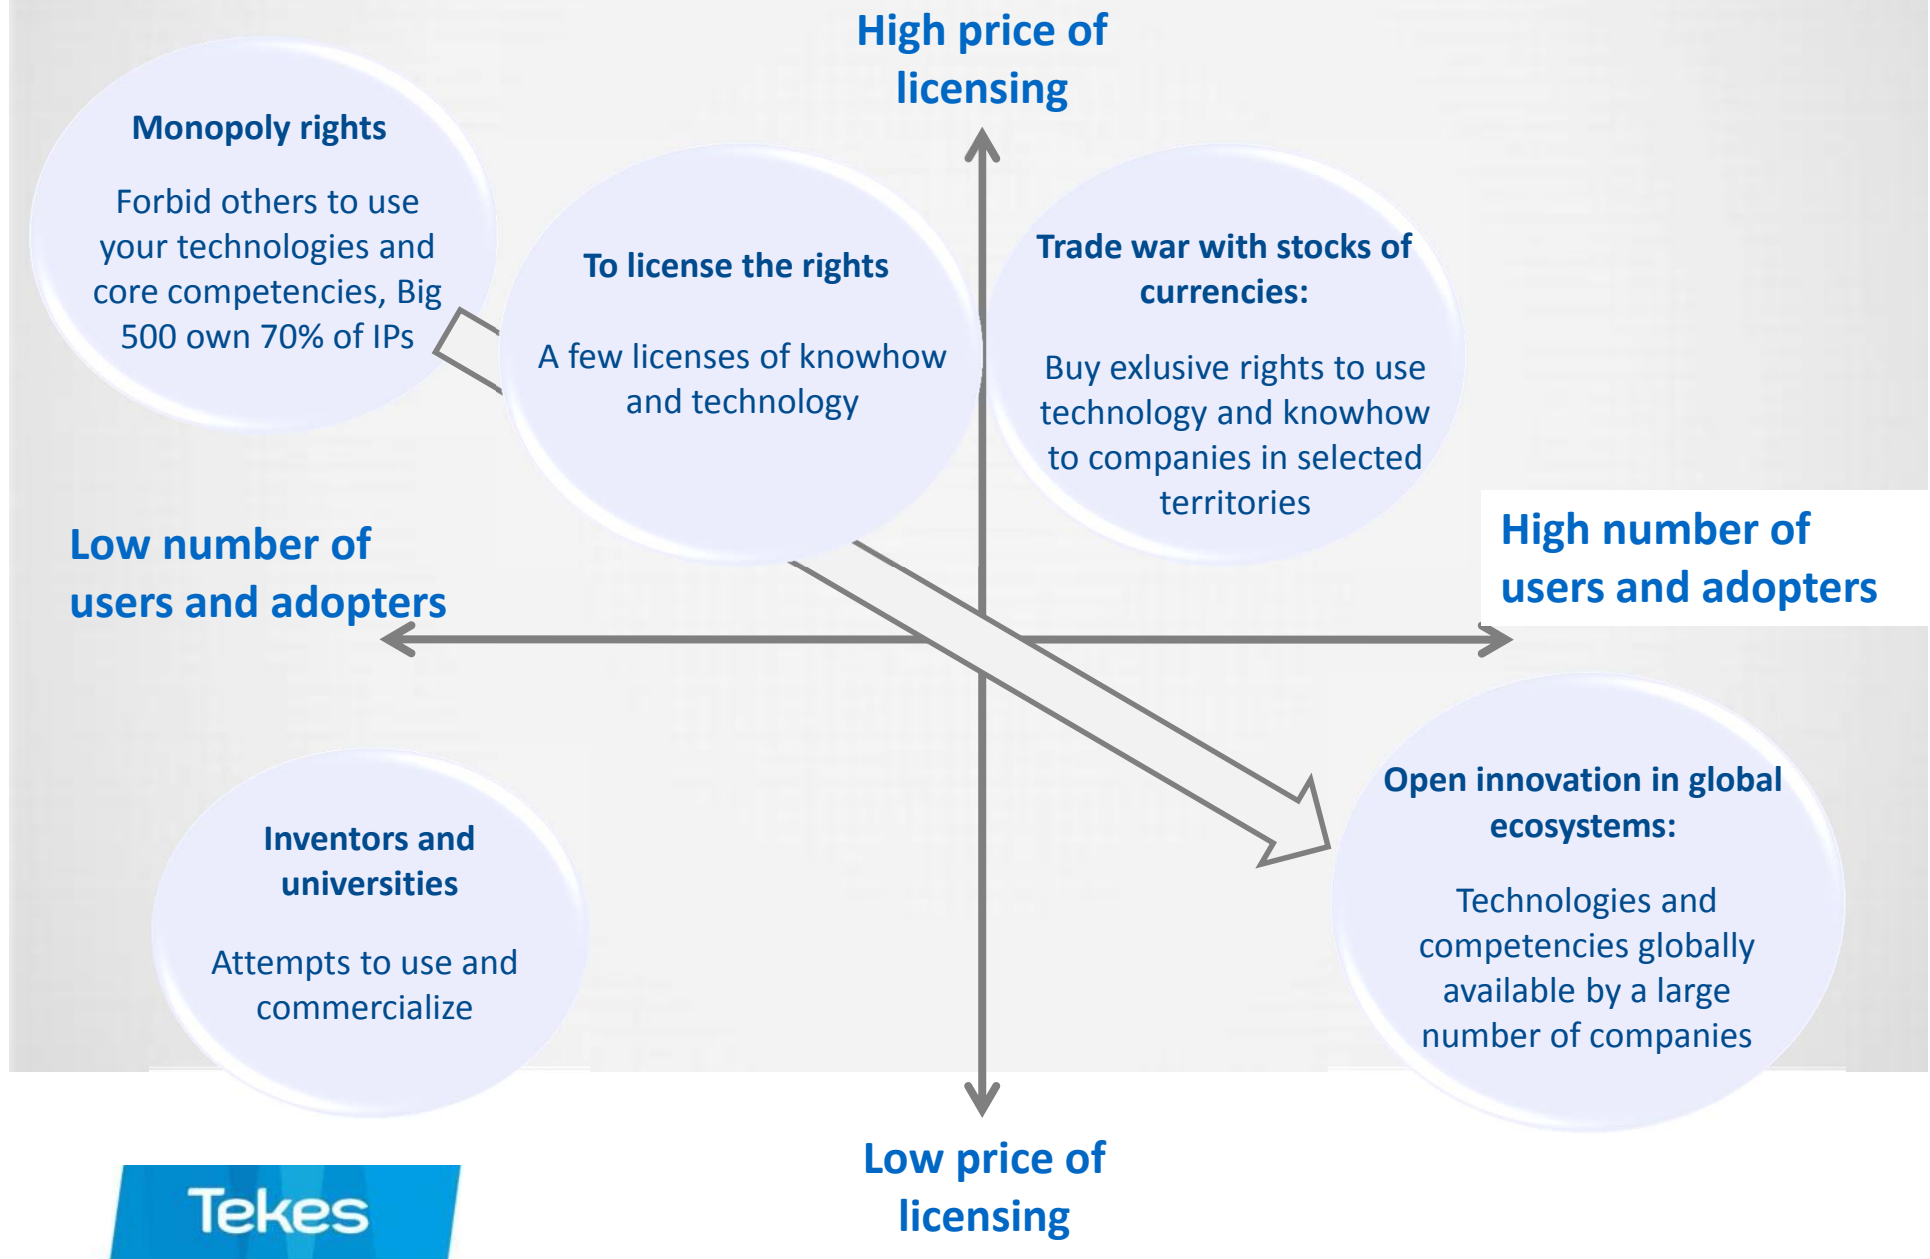 High price of
licensing
Monopoly rights
Forbid others to use
your technologies and
core competencies, Big
500 own 70% of IPs
To license the rights
A few licenses of knowhow
and technology
Trade war with stocks of
currencies:
Buy exlusive rights to use
technology and knowhow
to companies in selected
territories
Low number of
users and adopters
High number of
users and adopters
Inventors and
universities
Attempts to use and
commercialize
Open innovation in global
ecosystems:
Technologies and
competencies globally
available by a large
number of companies
Low price of
licensing
Tekes